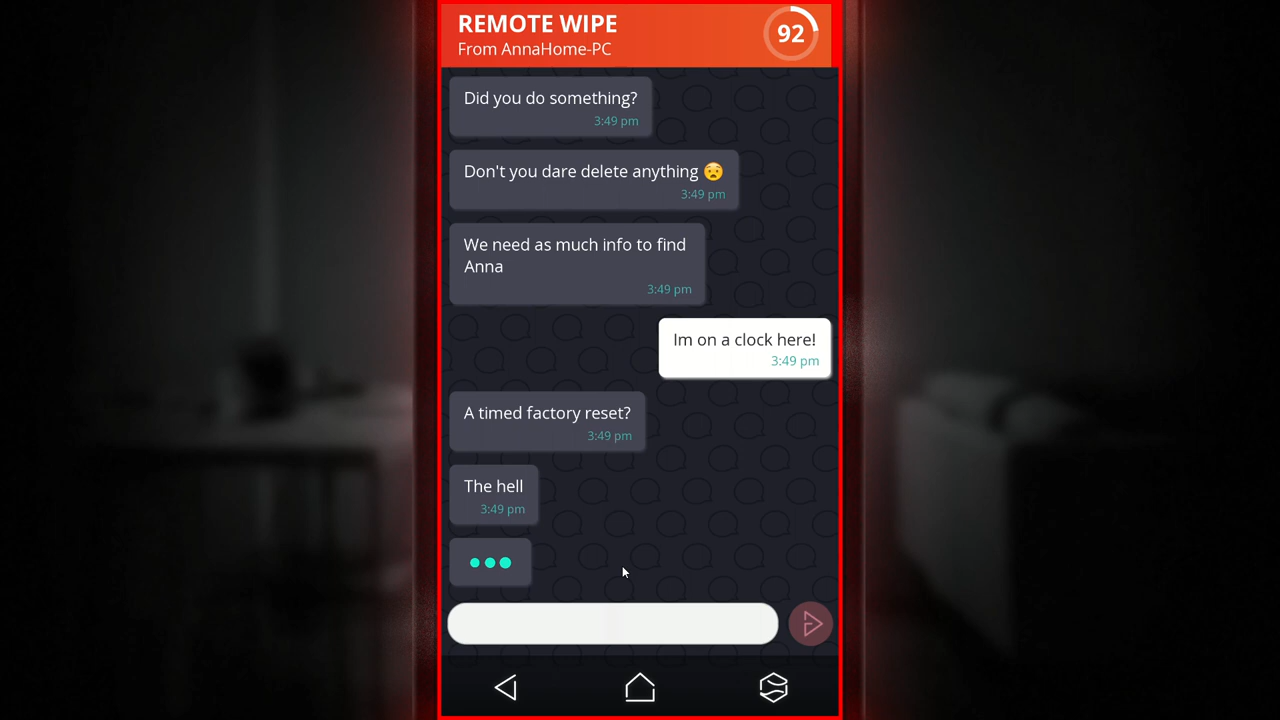 REMOTE WIPE
From AnnaHome-PC
92
Did you do something?
3:49 pm
Don't you dare delete anything 😟
3:49 pm
We need as much info to find
Anna
3:49 pm
Im on a clock here!
3:49 pm
A timed factory reset?
3:49 pm
The hell
3:49 pm